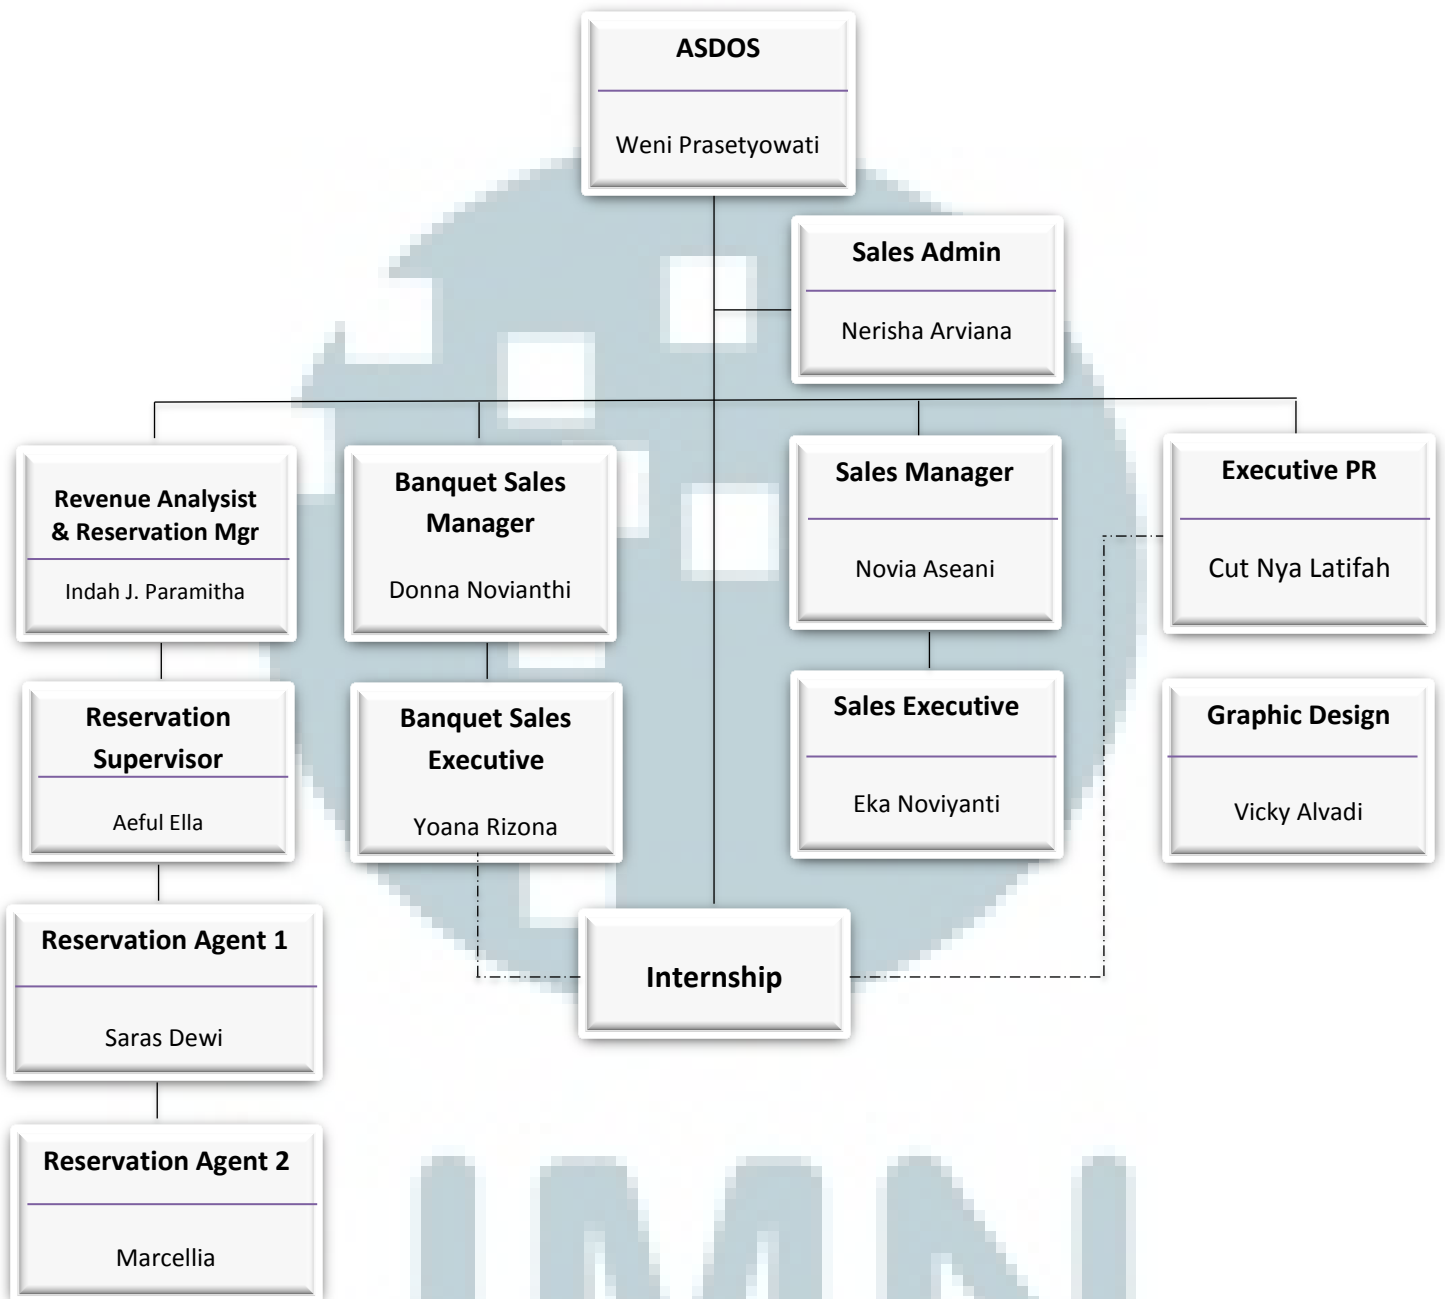 ASDOS
Weni Prasetyowati
Sales Admin
Nerisha Arviana
Revenue Analysist
& Reservation Mgr
Indah J. Paramitha
Banquet Sales
Manager
Donna Novianthi
Sales Manager
Novia Aseani
Executive PR
Cut Nya Latifah
Reservation
Supervisor
Aeful Ella
Banquet Sales
Executive
Yoana Rizona
Sales Executive
Eka Noviyanti
Graphic Design
Vicky Alvadi
Reservation Agent 1
Saras Dewi
Internship
Reservation Agent 2
Marcellia